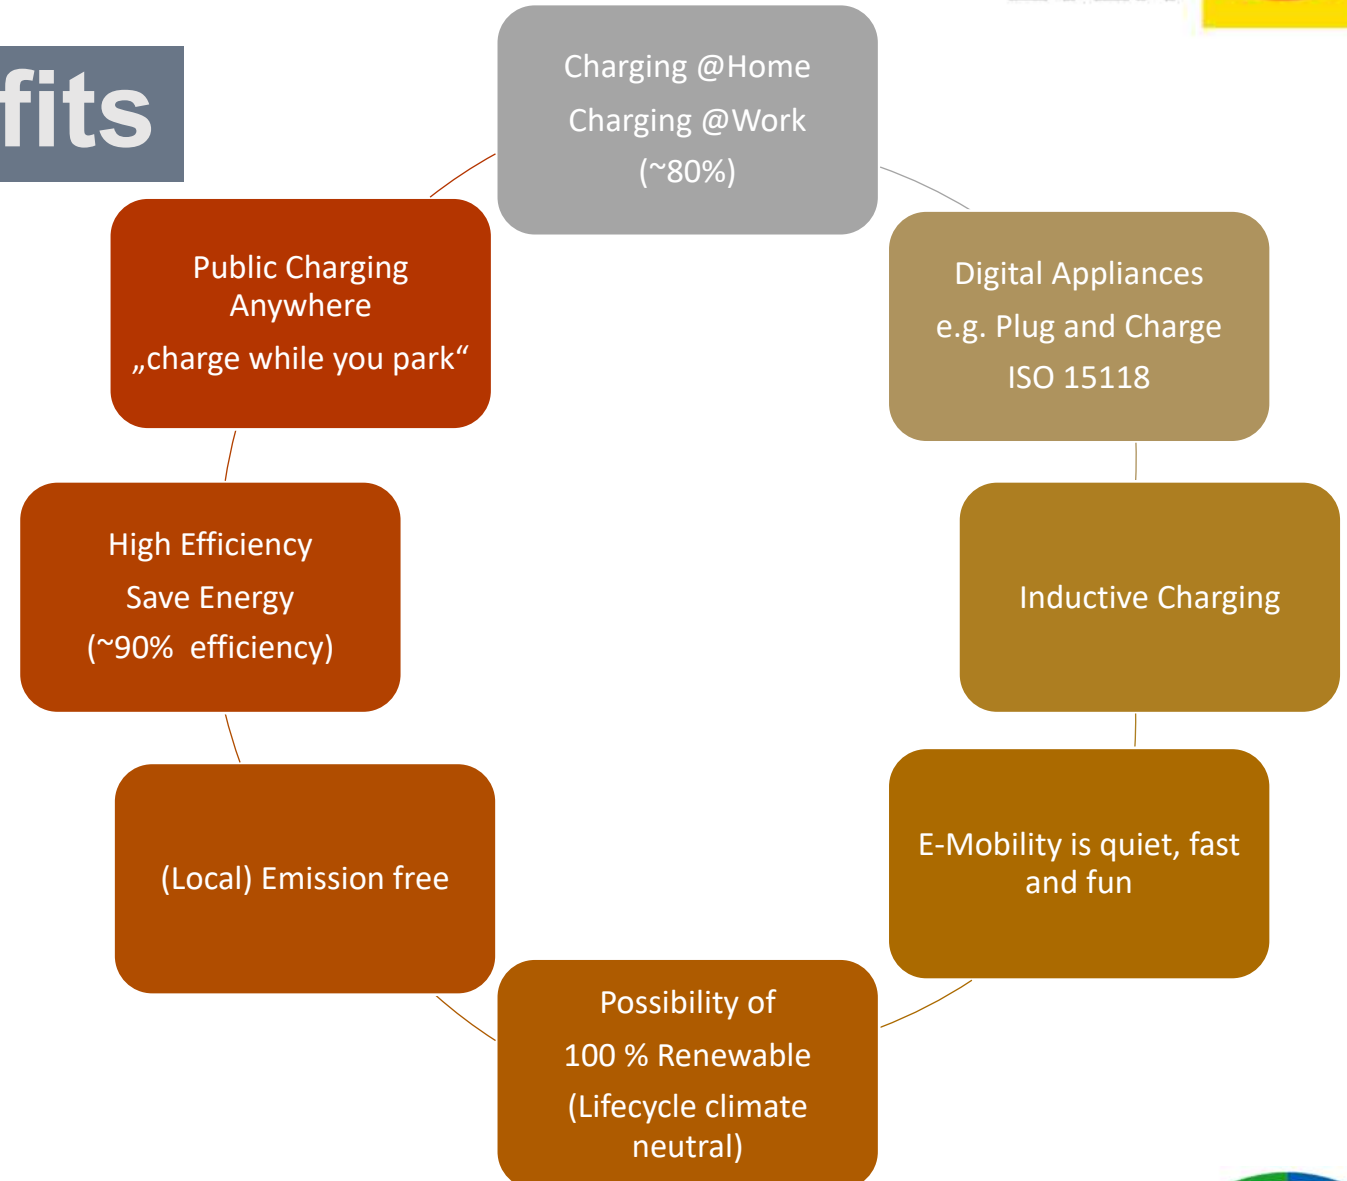 fits
Charging @Home
Charging @Work
(~80%)
Digital Appliances
e.g. Plug and Charge
ISO 15118
Inductive Charging
E-Mobility is quiet, fast
and fun
Possibility of
100 % Renewable
(Lifecycle climate
neutral)
(Local) Emission free
High Efficiency
Save Energy
(~90%  efficiency)
Public Charging
Anywhere
„charge while you park“